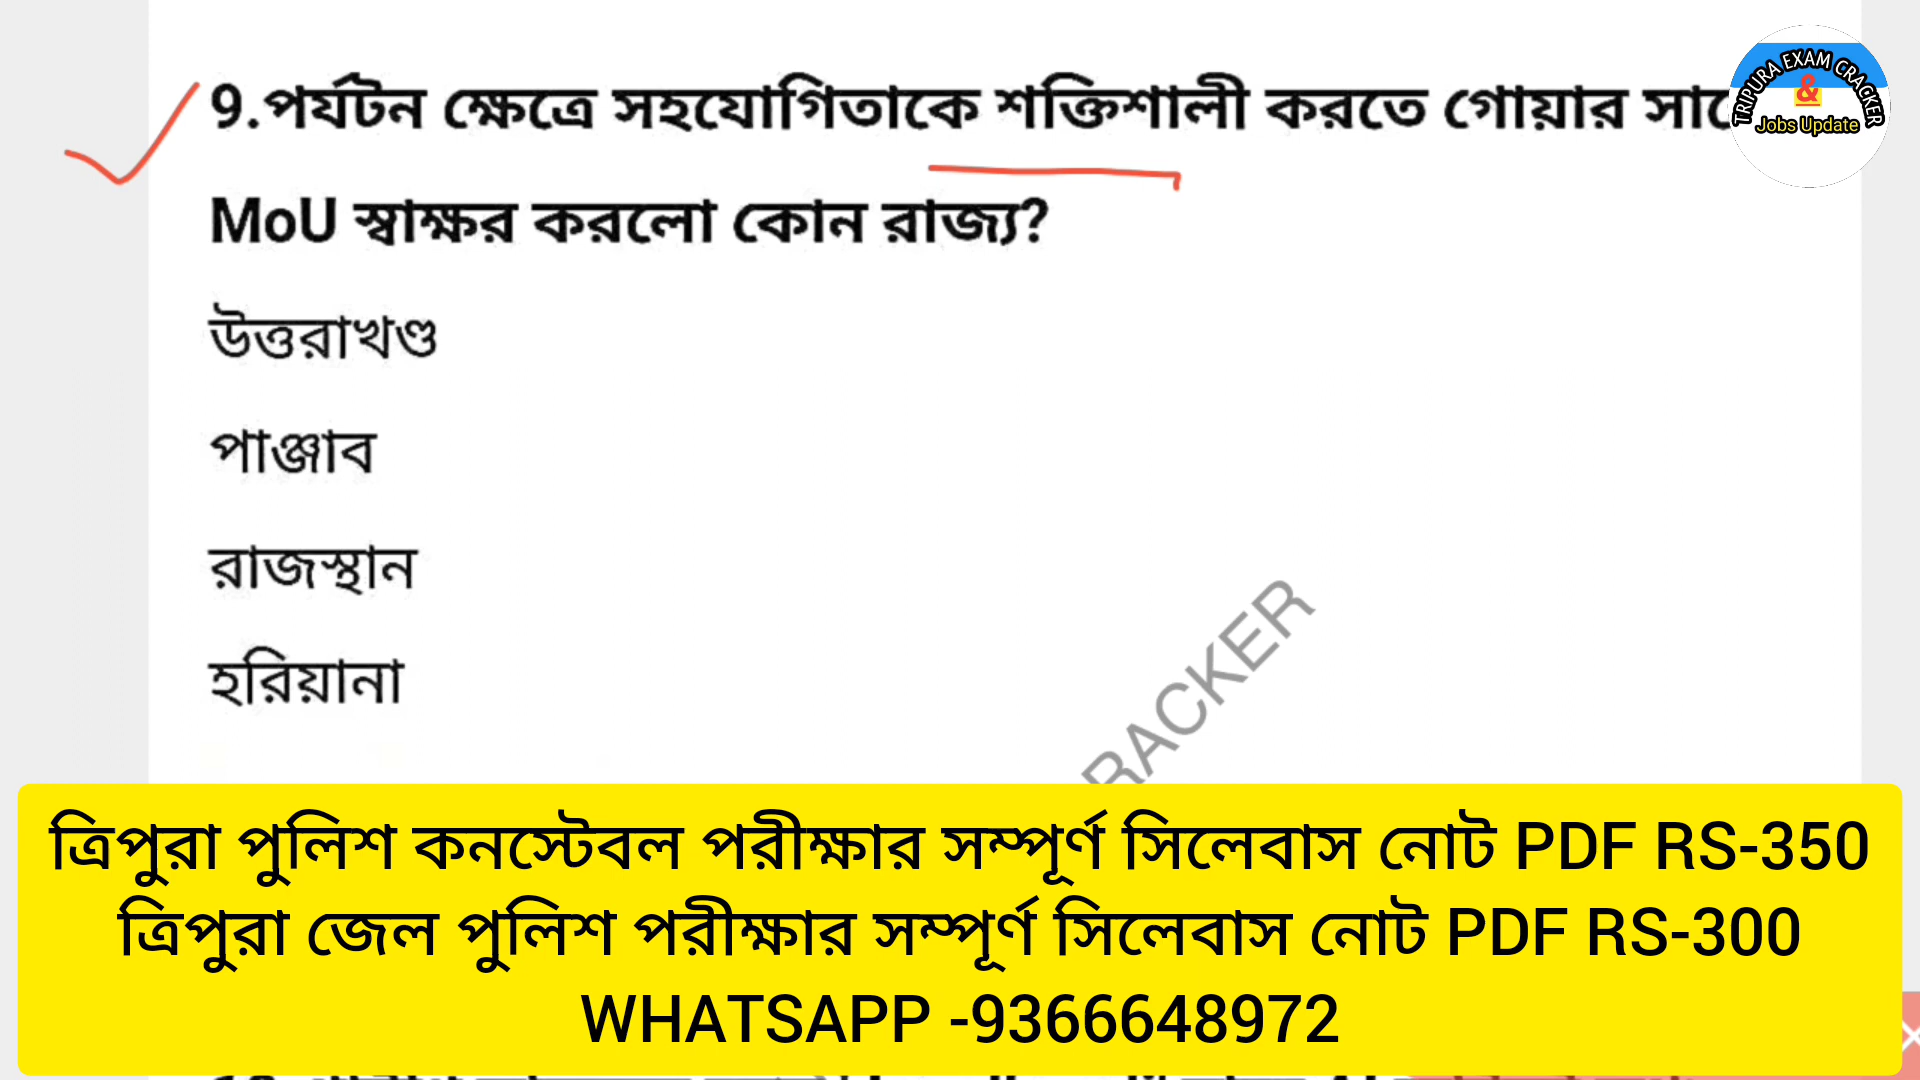 9.পর্যটন ক্ষেত্রে সহযোগিতাকে শক্তিশালী করতে গোয়ার
TRIPURA EXAM CRACKER
&
Jobs Update
MoU স্বাক্ষর করলো কোন রাজ্য?
উত্তরাখণ্ড
পাঞ্জাব
রাজস্থান
হরিয়ানা
ত্রিপুরা পুলিশ কনস্টেবল পরীক্ষার সম্পূর্ণ সিলেবাস নোট PDF RS-350
ত্রিপুরা জেল পুলিশ পরীক্ষার সম্পূর্ণ সিলেবাস নোট PDF RS-300
WHATSAPP -9366648972